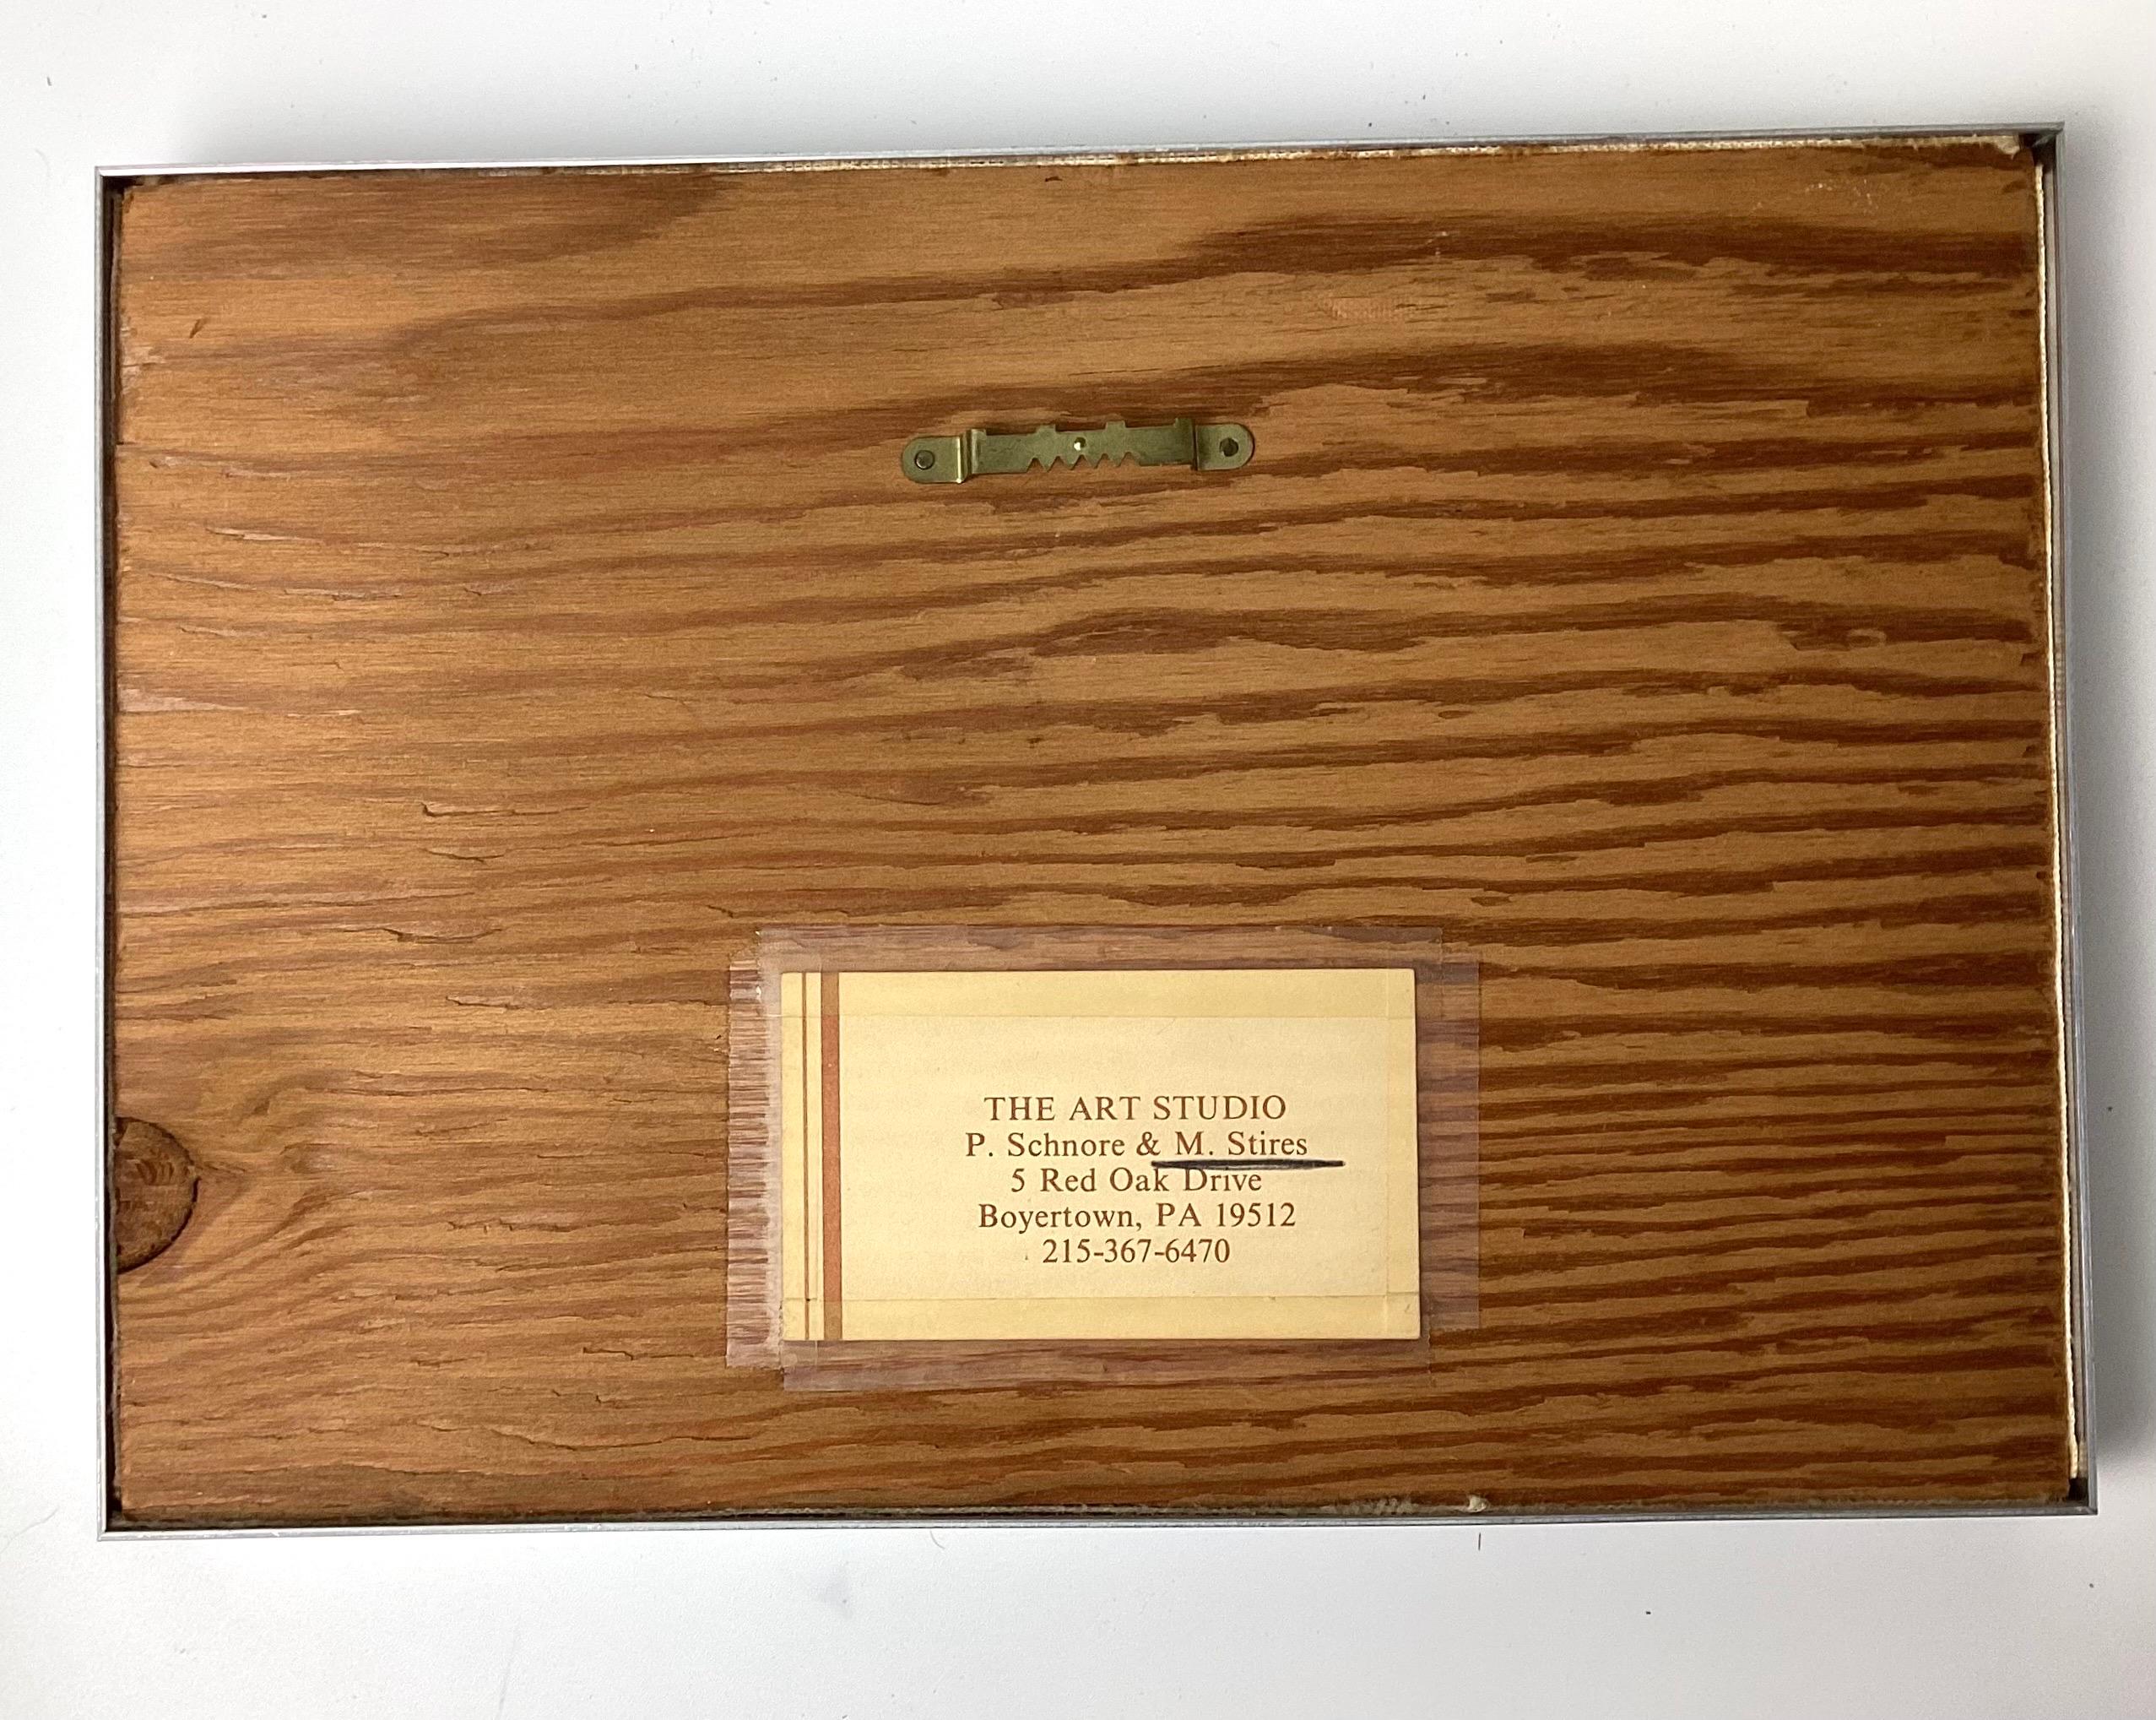 THE ART STUDIO
P. Schnore & M. Stires
5 Red Oak Drive
Boyertown, PA 19512
215-367-6470